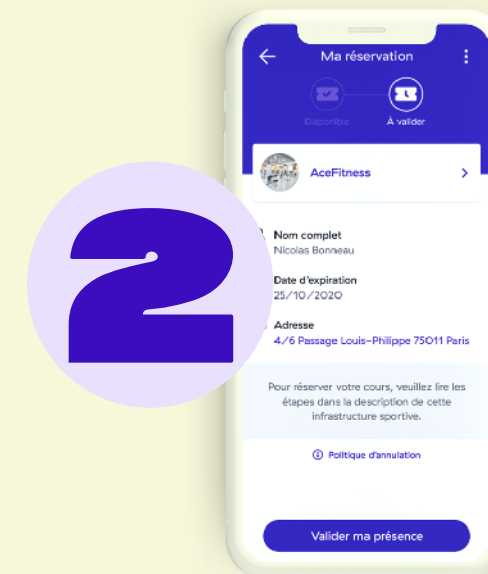 Ma réservation
Disponible
À valider
AceFitness
2
Nom complet
Nicolas Bonneau
Date d'expiration
25/10/2020
Adresse
4/6 Passage Louis-Philippe 75011 Paris
Pour réserver votre cours, veuillez lire les
étapes dans la description de cette
infrastructure sportive.
Politique d'annulation
Valider ma présence